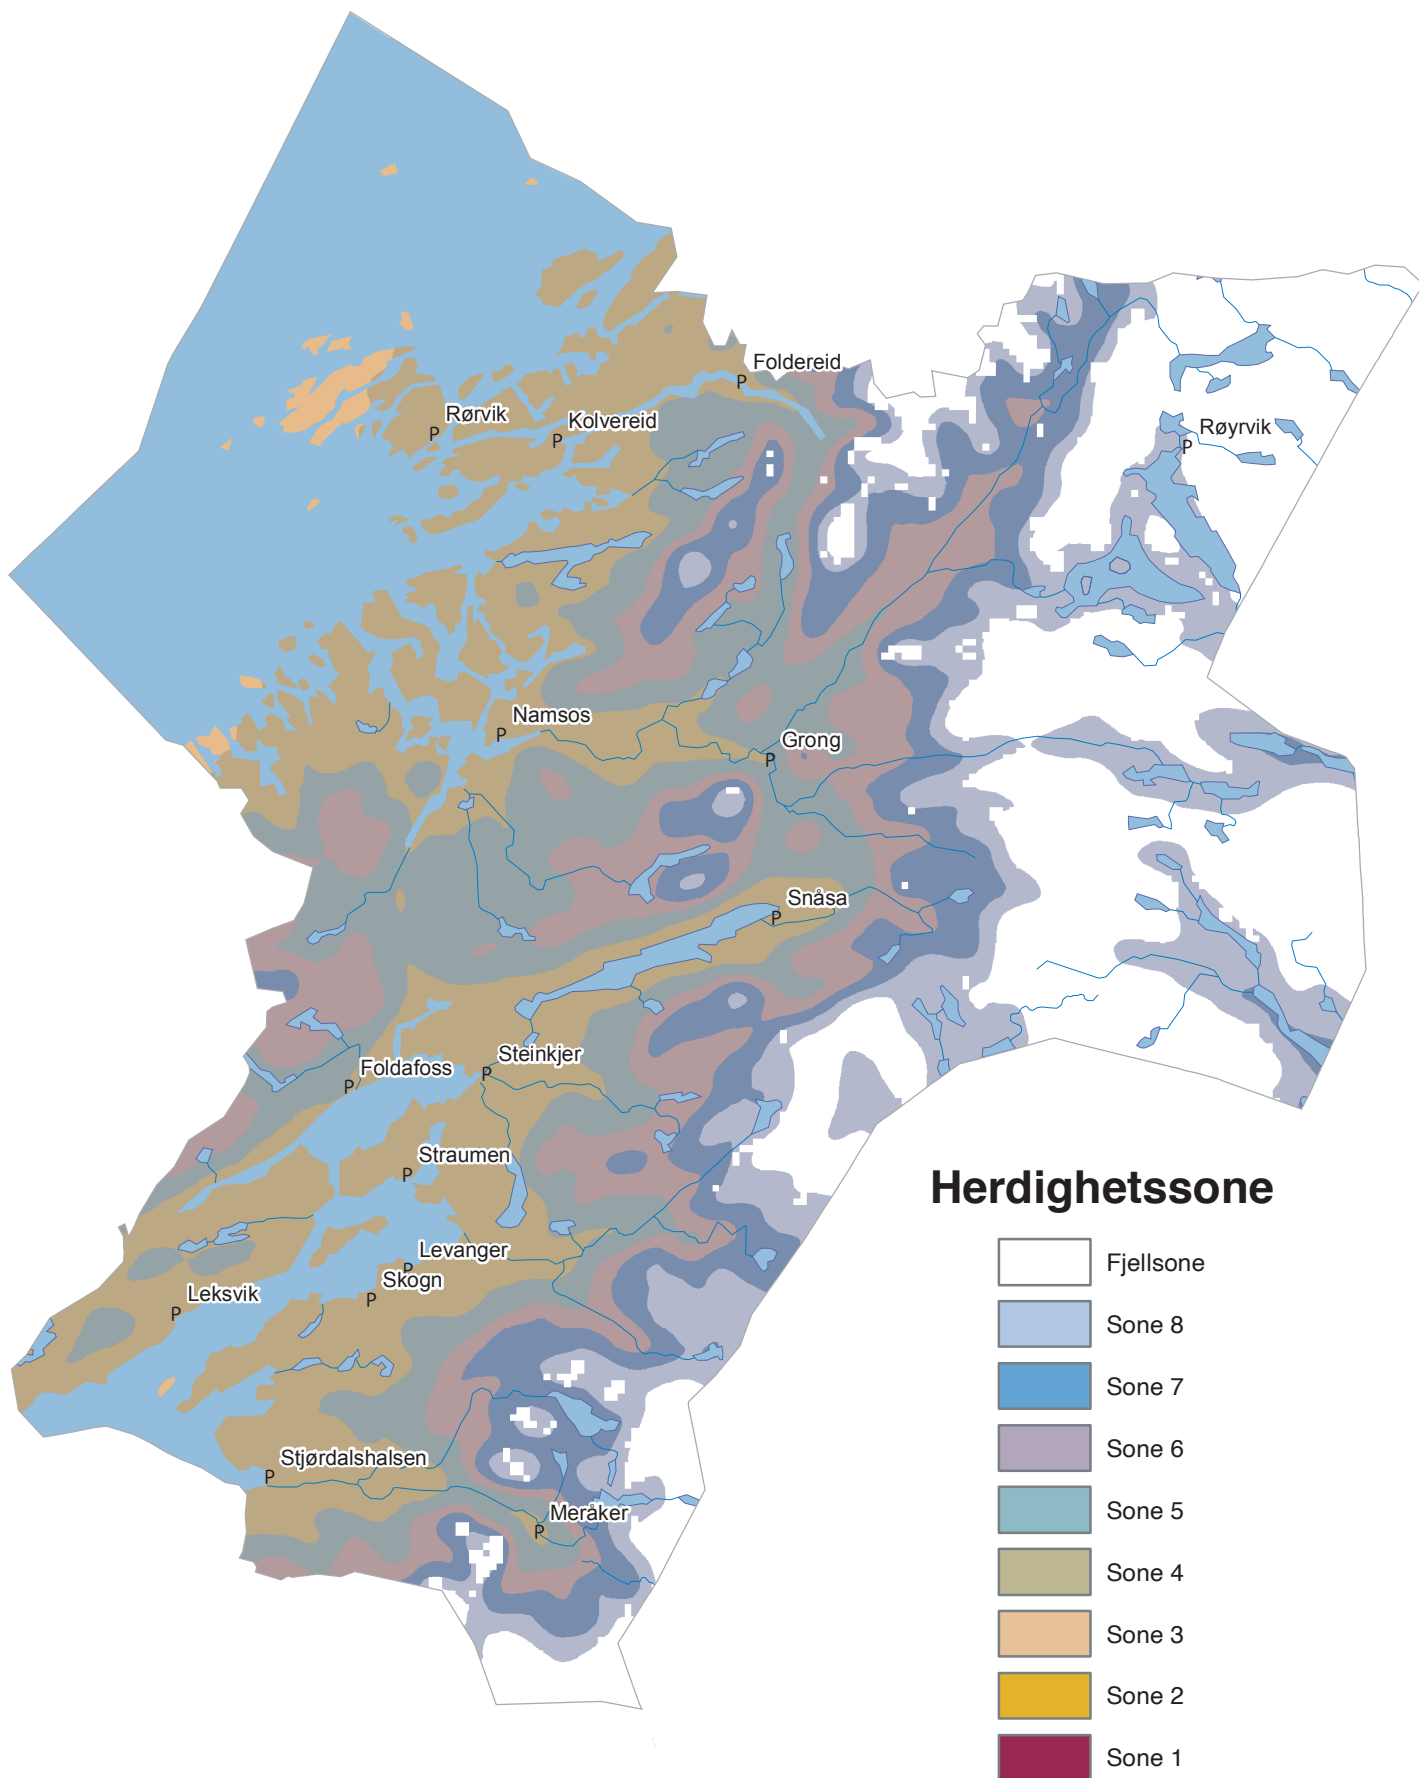 Foldereid
P
Rørvik
P
Kolvereid
P
Røyrvik
P
Namsos
P
Grong
P
Snåsa
P
Steinkjer
P
Foldafoss
P
Straumen
P
Levanger
P
Skogn
P
Leksvik
P
Stjørdalshalsen
P
Meråker
P
Herdighetssone
Fjellsone
Sone 8
Sone 7
Sone 6
Sone 5
Sone 4
Sone 3
Sone 2
Sone 1